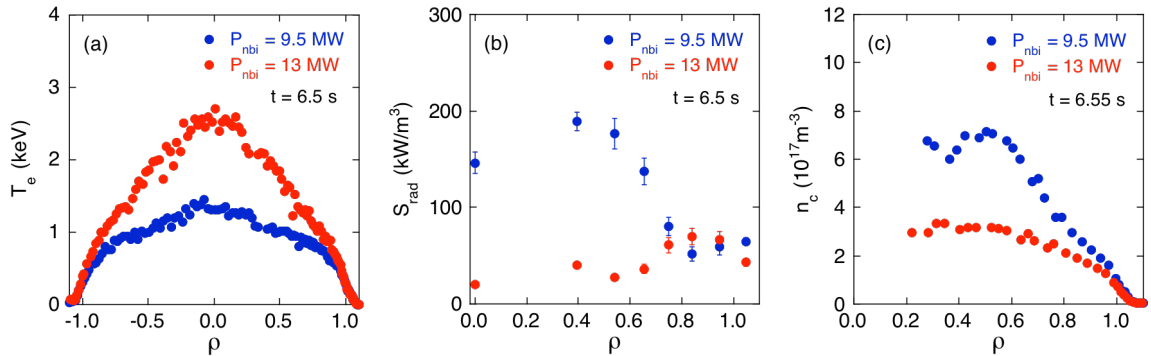 (a)
P_nbi = 9.5 MW
P_nbi = 13 MW
t = 6.5 s
T_e (keV)
4
3
2
1
0
-1.0
-0.5
0.0
0.5
1.0
ρ
(b)
P_nbi = 9.5 MW
P_nbi = 13 MW
t = 6.5 s
S_rad (kW/m³)
300
200
100
0
0.0
0.2
0.4
0.6
0.8
1.0
ρ
(c)
P_nbi = 9.5 MW
P_nbi = 13 MW
t = 6.55 s
n_c (10¹⁷m⁻³)
12
10
8
6
4
2
0
0.0
0.2
0.4
0.6
0.8
1.0
ρ